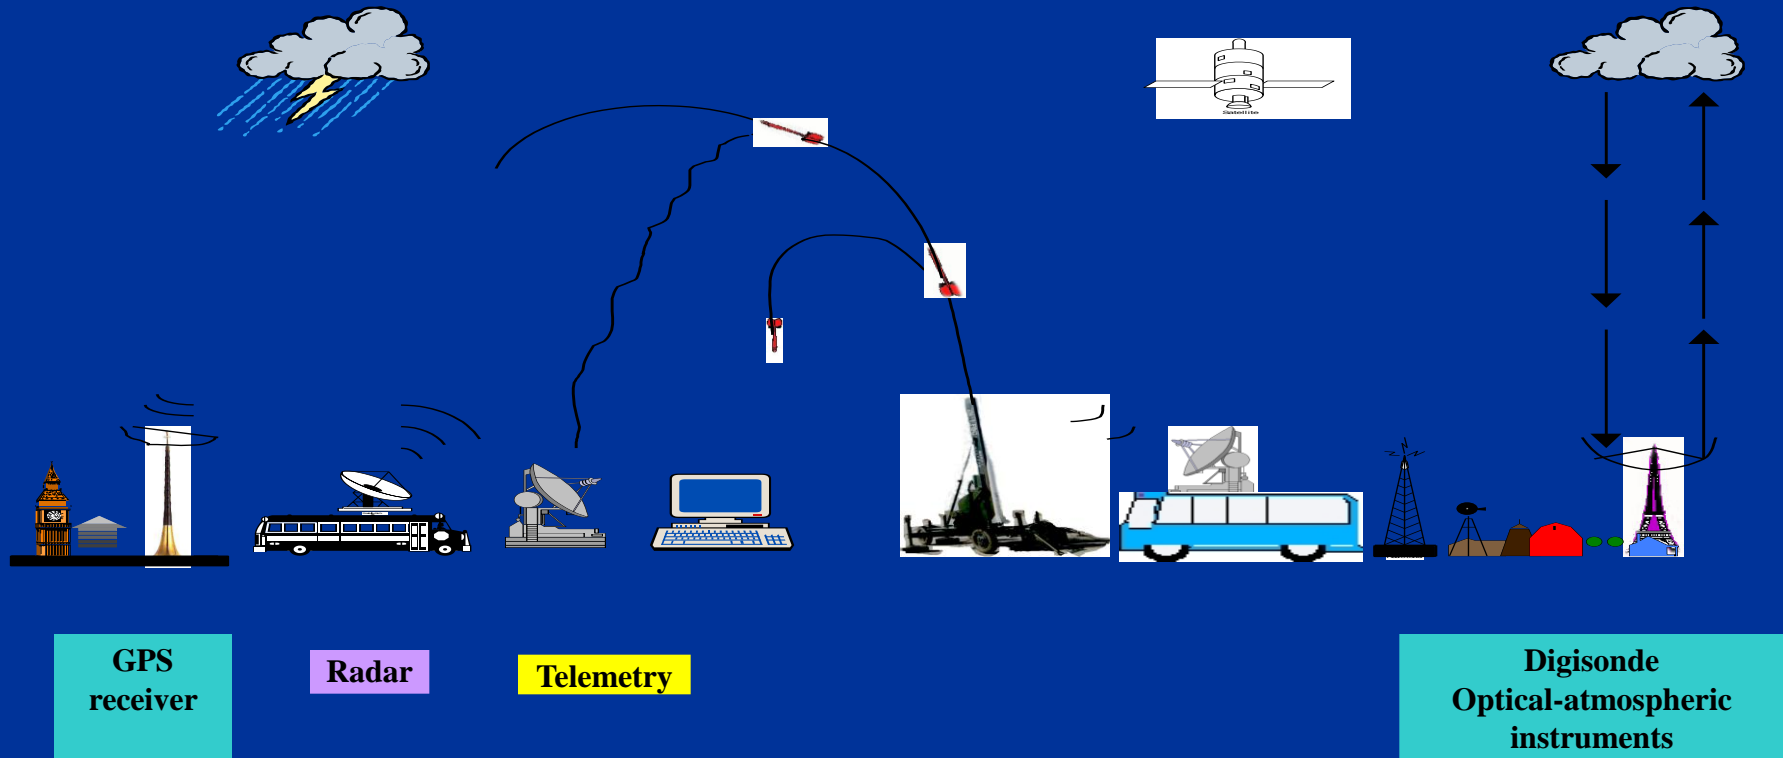 GPS
receiver
Radar
Telemetry
Digisonde
Optical-atmospheric
instruments